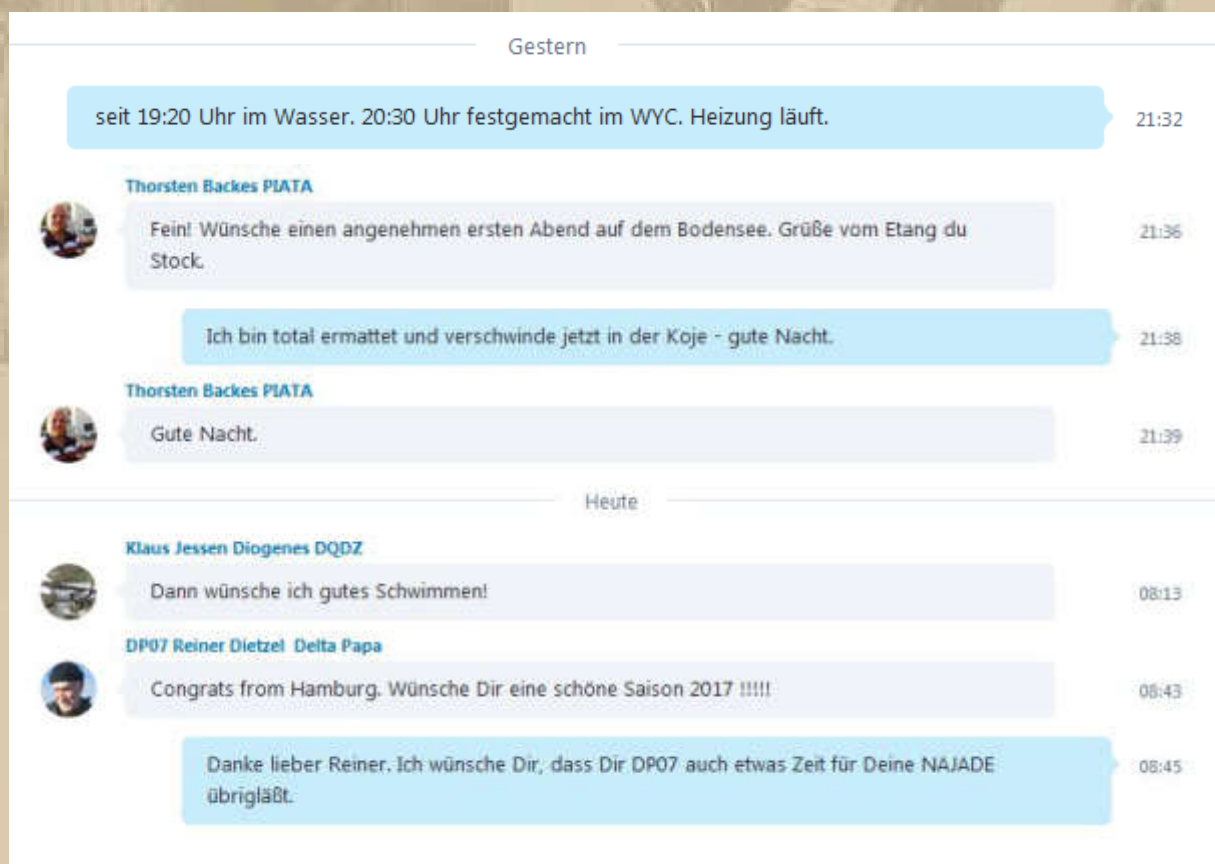 Gestern
seit 19:20 Uhr im Wasser. 20:30 Uhr festgemacht im WYC. Heizung läuft.
21:32
Thorsten Backes PIATA
Fein! Wünsche einen angenehmen ersten Abend auf dem Bodensee. Grüße vom Etang du
Stock.
21:36
Ich bin total ermattet und verschwinde jetzt in der Koje - gute Nacht.
21:38
Thorsten Backes PIATA
Gute Nacht.
21:39
Heute
Klaus Jessen Diogenes DQDZ
Dann wünsche ich gutes Schwimmen!
08:13
DP07 Reiner Dietzel Delta Papa
Congrats from Hamburg. Wünsche Dir eine schöne Saison 2017 !!!!!
08:43
Danke lieber Reiner. Ich wünsche Dir, dass Dir DP07 auch etwas Zeit für Deine NAJADE
übrigläßt.
08:45